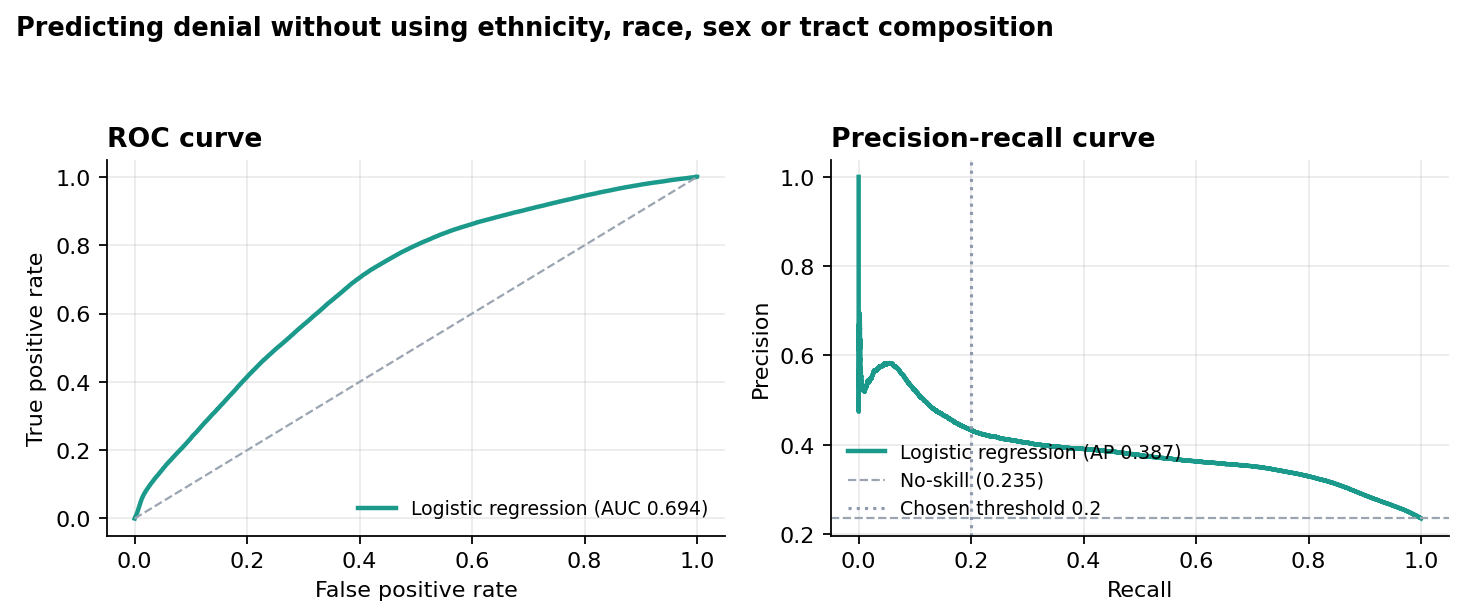 Predicting denial without using ethnicity, race, sex or tract composition
ROC curve
True positive rate
1.0
0.8
0.6
0.4
0.2
0.0
Logistic regression (AUC 0.694)
0.0 0.2 0.4 0.6 0.8 1.0
False positive rate
Precision-recall curve
Precision
1.0
0.8
0.6
0.4
0.2
Logistic regression (AP 0.387)
No-skill (0.235)
Chosen threshold 0.2
0.0 0.2 0.4 0.6 0.8 1.0
Recall